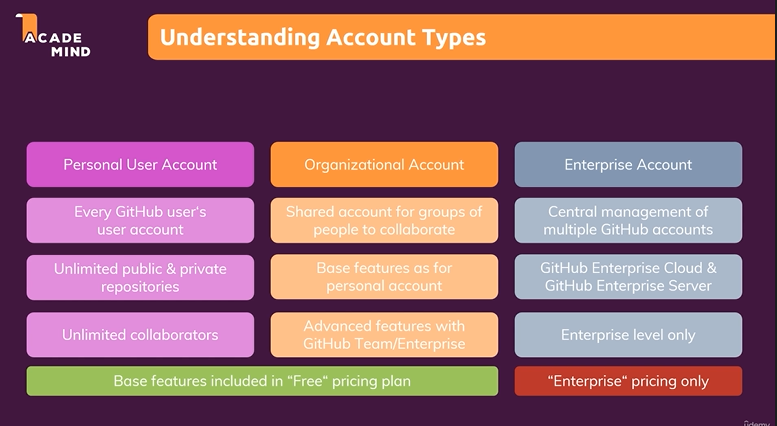 ACADE
MIND
Understanding Account Types
Personal User Account
Organizational Account
Enterprise Account
Every GitHub user's
user account
Shared account for groups of
people to collaborate
Central management of
multiple GitHub accounts
Unlimited public & private
repositories
Base features as for
personal account
GitHub Enterprise Cloud &
GitHub Enterprise Server
Unlimited collaborators
Advanced features with
GitHub Team/Enterprise
Enterprise level only
Base features included in “Free“ pricing plan
“Enterprise“ pricing only
ûdemy